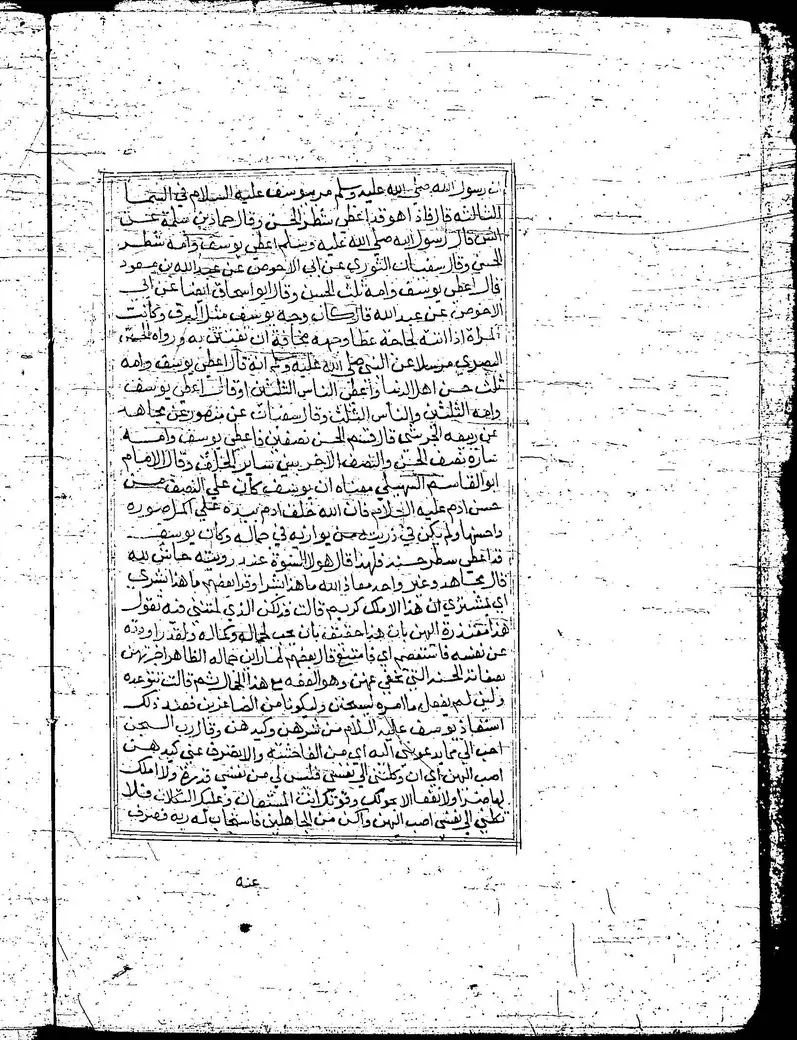 ان رسول الله صلى الله عليه وسلم مر بيوسف عليه السلام في السما
الثالثة قال فاذا هو قد اعطي شطر الحسن وقال حماد بن سلمة عن
انس قال رسول الله صلى الله عليه وسلم اعطي يوسف وامه شطر
الحسن وقال سفيان الثوري عن ابي الاحوص عن عبد الله بن مسعود
قال اعطي يوسف وامه ثلث الحسن وقال ابو اسحاق ايضا عن ابي
الاحوص عن عبد الله قال كان وجه يوسف مثل البرق وكانت
المراة اذا اتته لحاجة غطا وجهه مخافة ان تفتتن به ورواه الحسن
البصري مرسلا عن النبي صلى الله عليه وسلم انه قال اعطي يوسف وامه
ثلث حسن اهل الدنيا واعطي الناس الثلثين او قال اعطي يوسف
وامه الثلثين والناس الثلث وقال سفيان عن منصور عن مجاهد
عن ربيعه الجرشي قال قسم الحسن نصفين فاعطي يوسف وامه
سارة نصف الحسن والنصف الاخر بين ساير الخلق وقال الامام
ابو القاسم السهيلي معناه ان يوسف كان علي النصف من
حسن ادم عليه السلام فان الله خلق ادم بيده علي اكمل صوره
واحسنها ولم يكن في ذريته من يوازيه في جماله وكان يوسف
قد اعطي شطر حسنه فلهذا قال هولا النسوة عند رويته حاش لله
قال مجاهد وغير واحد معاذ الله ما هذا بشرا وقرا بعضهم ما هذا بشري
اي بمشتري ان هذا الا ملك كريم قالت فذلكن الذي لمتنني فيه تقول
هذا معتذرة اليهن بان هذا حقيق بان يحب لجماله وكماله ولقد راودته
عن نفسه فاستعصم اي فامتنع قال بعضهم لما راين جماله الظاهر اخبرتهن
بصفاته الحسنة التي تخفي عنهن وهو العفه مع هذا الجمال ثم قالت تتوعده
ولين لم يفعل ما امره ليسجنن وليكونا من الصاغرين فعند ذلك
استعاذ يوسف عليه السلام من شرهن وكيدهن وقال رب السجن
احب الي مما يدعونني اليه اي من الفاحشة والا تصرف عني كيدهن
اصب اليهن اي ان وكلتني الي نفسي فليس لي من نفسي قدرة ولا املك
لها ضرا ولا نفعا الا بحولك وقوتك انت المستعان وعليك التكلان فلا
تكلني الي نفسي اصب اليهن واكن من الجاهلين فاستجاب له ربه فصرف
عنه